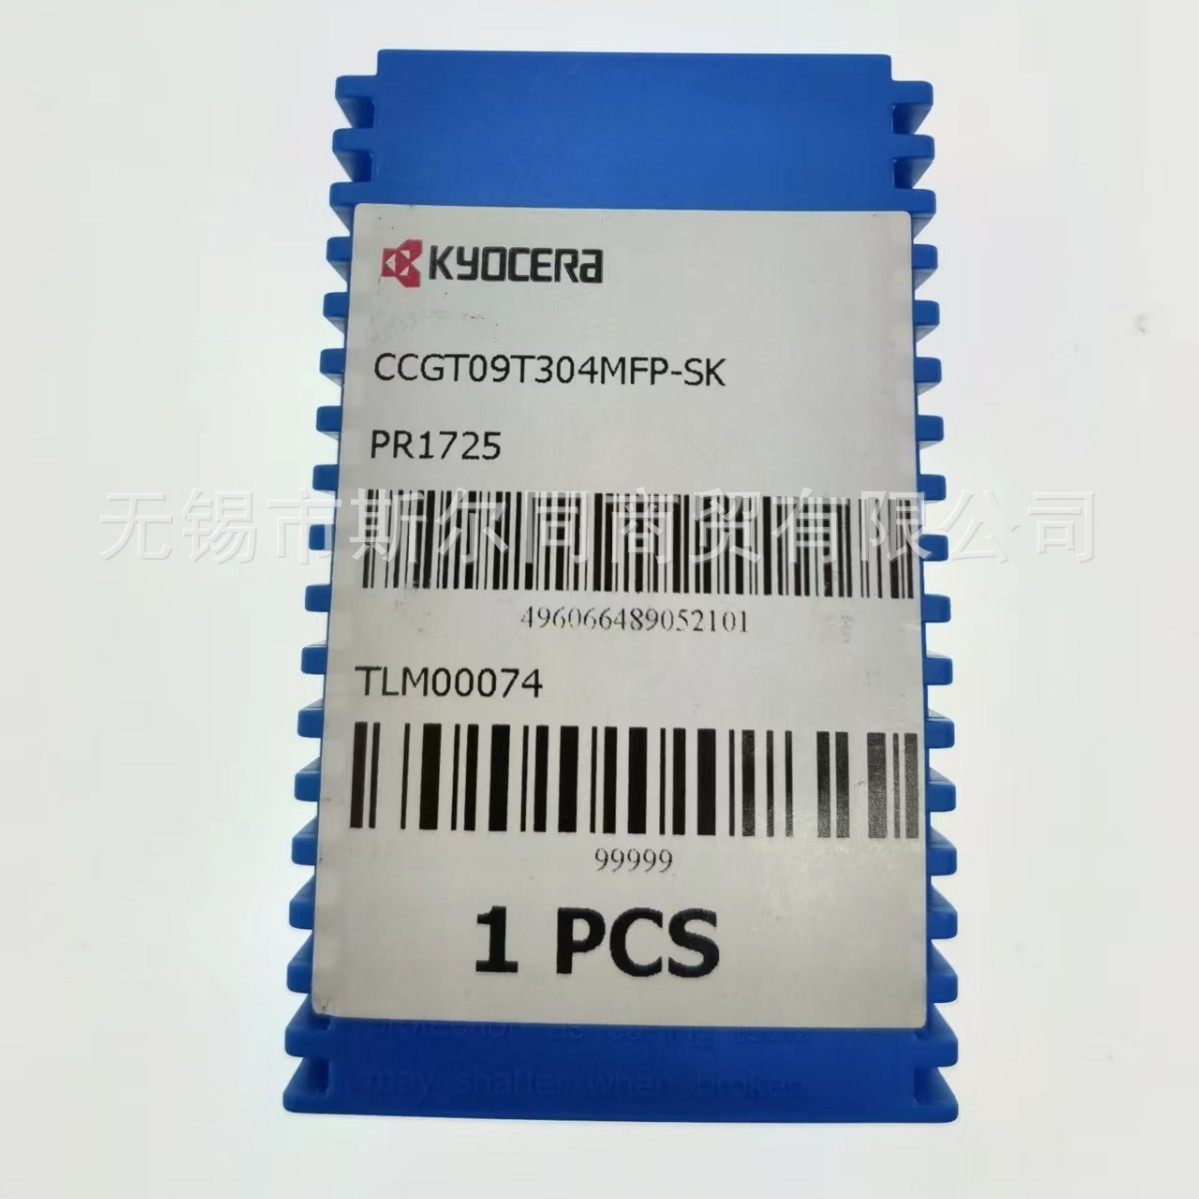 KYOCERA
CCGT09T304MFP-SK
PR1725
无锡市斯尔同商贸有限公司
496066489052101
TLM00074
99999
1 PCS
may shatter when broken